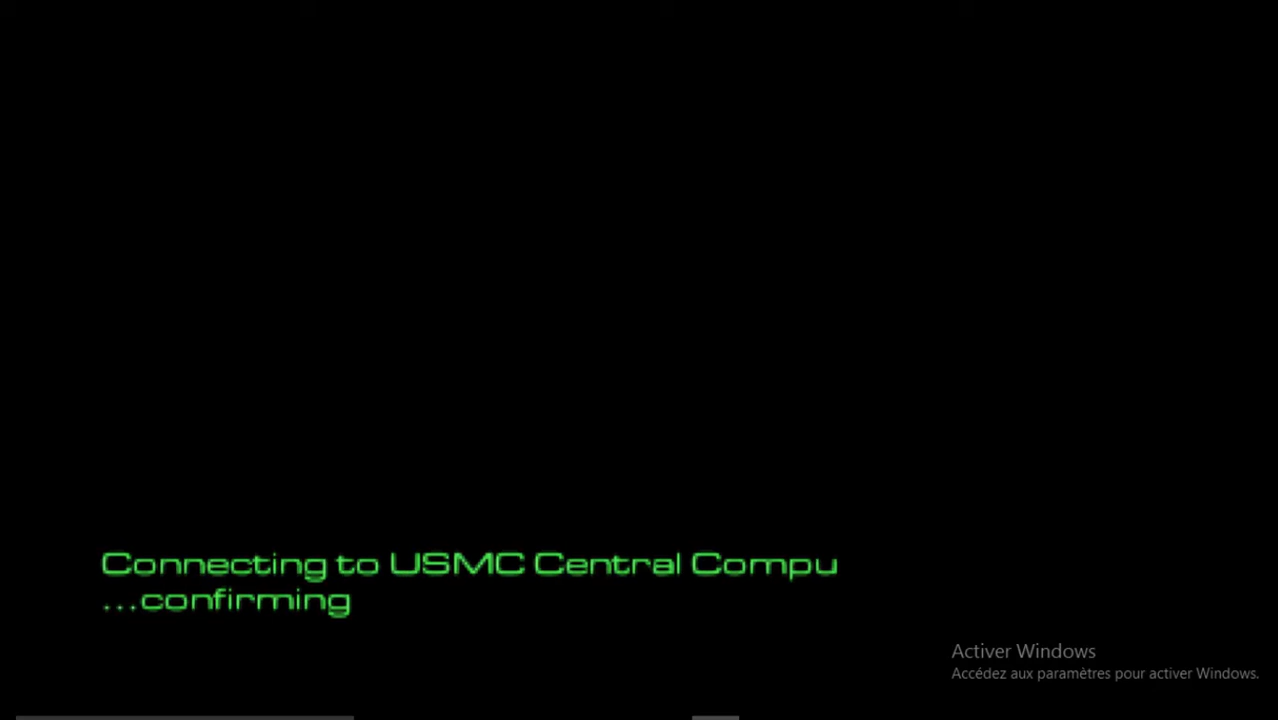 Connecting to USMC Central Compu
...confirming
Activer Windows
Accédez aux paramètres pour activer Windows.